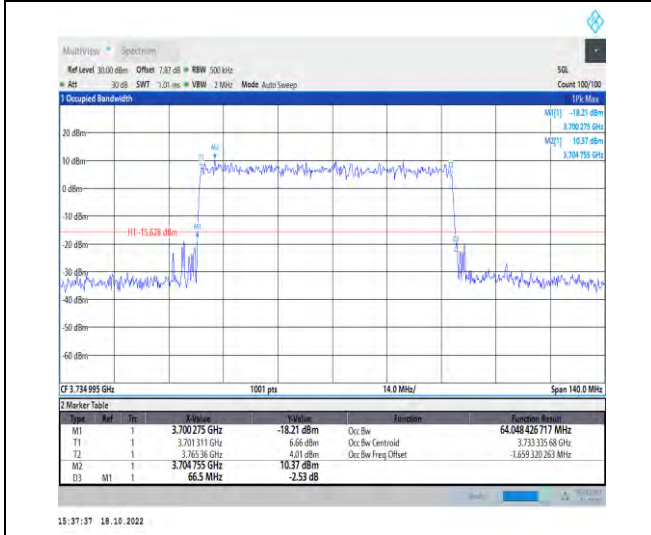 MultiView Spectrum
Ref Level 30.00 dBm Offset 7.87 dB RBW 500 kHz SGL
Att 30 dB SWT 1.01 ms VBW 2 MHz Mode Auto Sweep Count 100/100
1 Occupied Bandwidth 1Pk Max
M1[1] -18.21 dBm
3.700 275 GHz
M2[1] 10.37 dBm
3.704 755 GHz
20 dBm
M2
T1
10 dBm
0 dBm
-10 dBm
M1
H1 -15.628 dBm
-20 dBm
-30 dBm
-40 dBm
-50 dBm
-60 dBm
CF 3.734 995 GHz 1001 pts 14.0 MHz/ Span 140.0 MHz
2 Marker Table
Type Ref Trc X-Value Y-Value Function Function Result
M1 1 3.700 275 GHz -18.21 dBm Occ Bw 64.048 426 717 MHz
T1 1 3.701 311 GHz 6.66 dBm Occ Bw Centroid 3.733 335 68 GHz
T2 1 3.765 36 GHz 4.01 dBm Occ Bw Freq Offset -1.659 320 263 MHz
M2 1 3.704 755 GHz 10.37 dBm
D3 M1 1 66.5 MHz -2.53 dB
15:37:37 18.10.2022